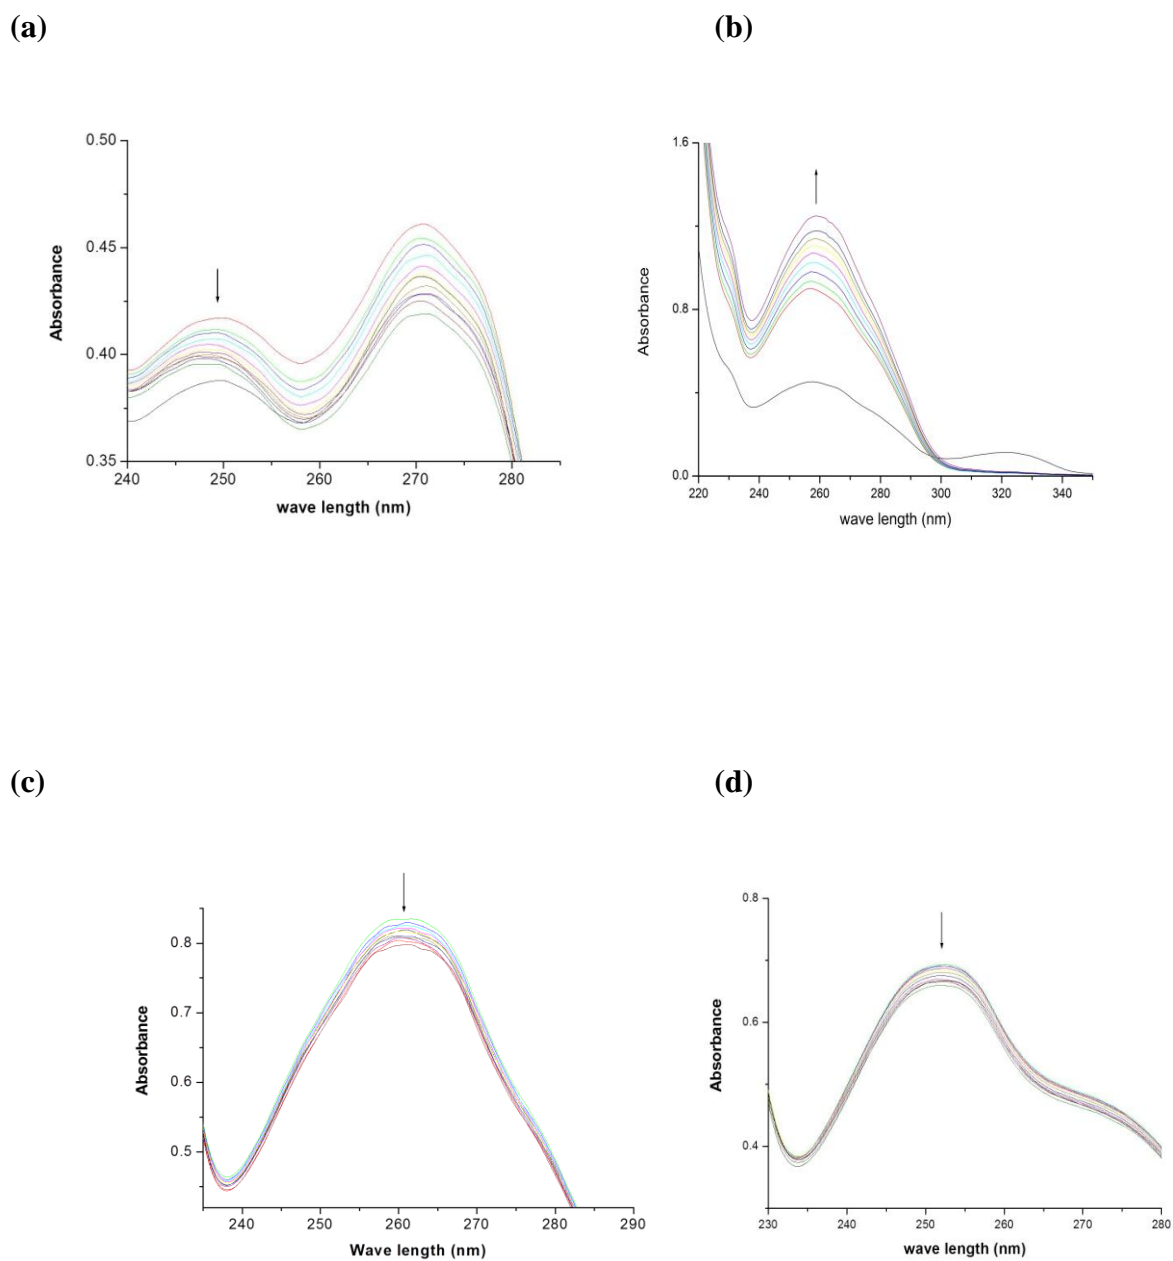 (a)
(b)
0.50
0.45
0.40
0.35
Absorbance
240 250 260 270 280
wave length (nm)
1.6
0.8
0.0
Absorbance
220 240 260 280 300 320 340
wave length (nm)
(c)
(d)
0.8
0.7
0.6
0.5
Absorbance
240 250 260 270 280 290
Wave length (nm)
0.8
0.6
0.4
Absorbance
230 240 250 260 270 280
wave length (nm)